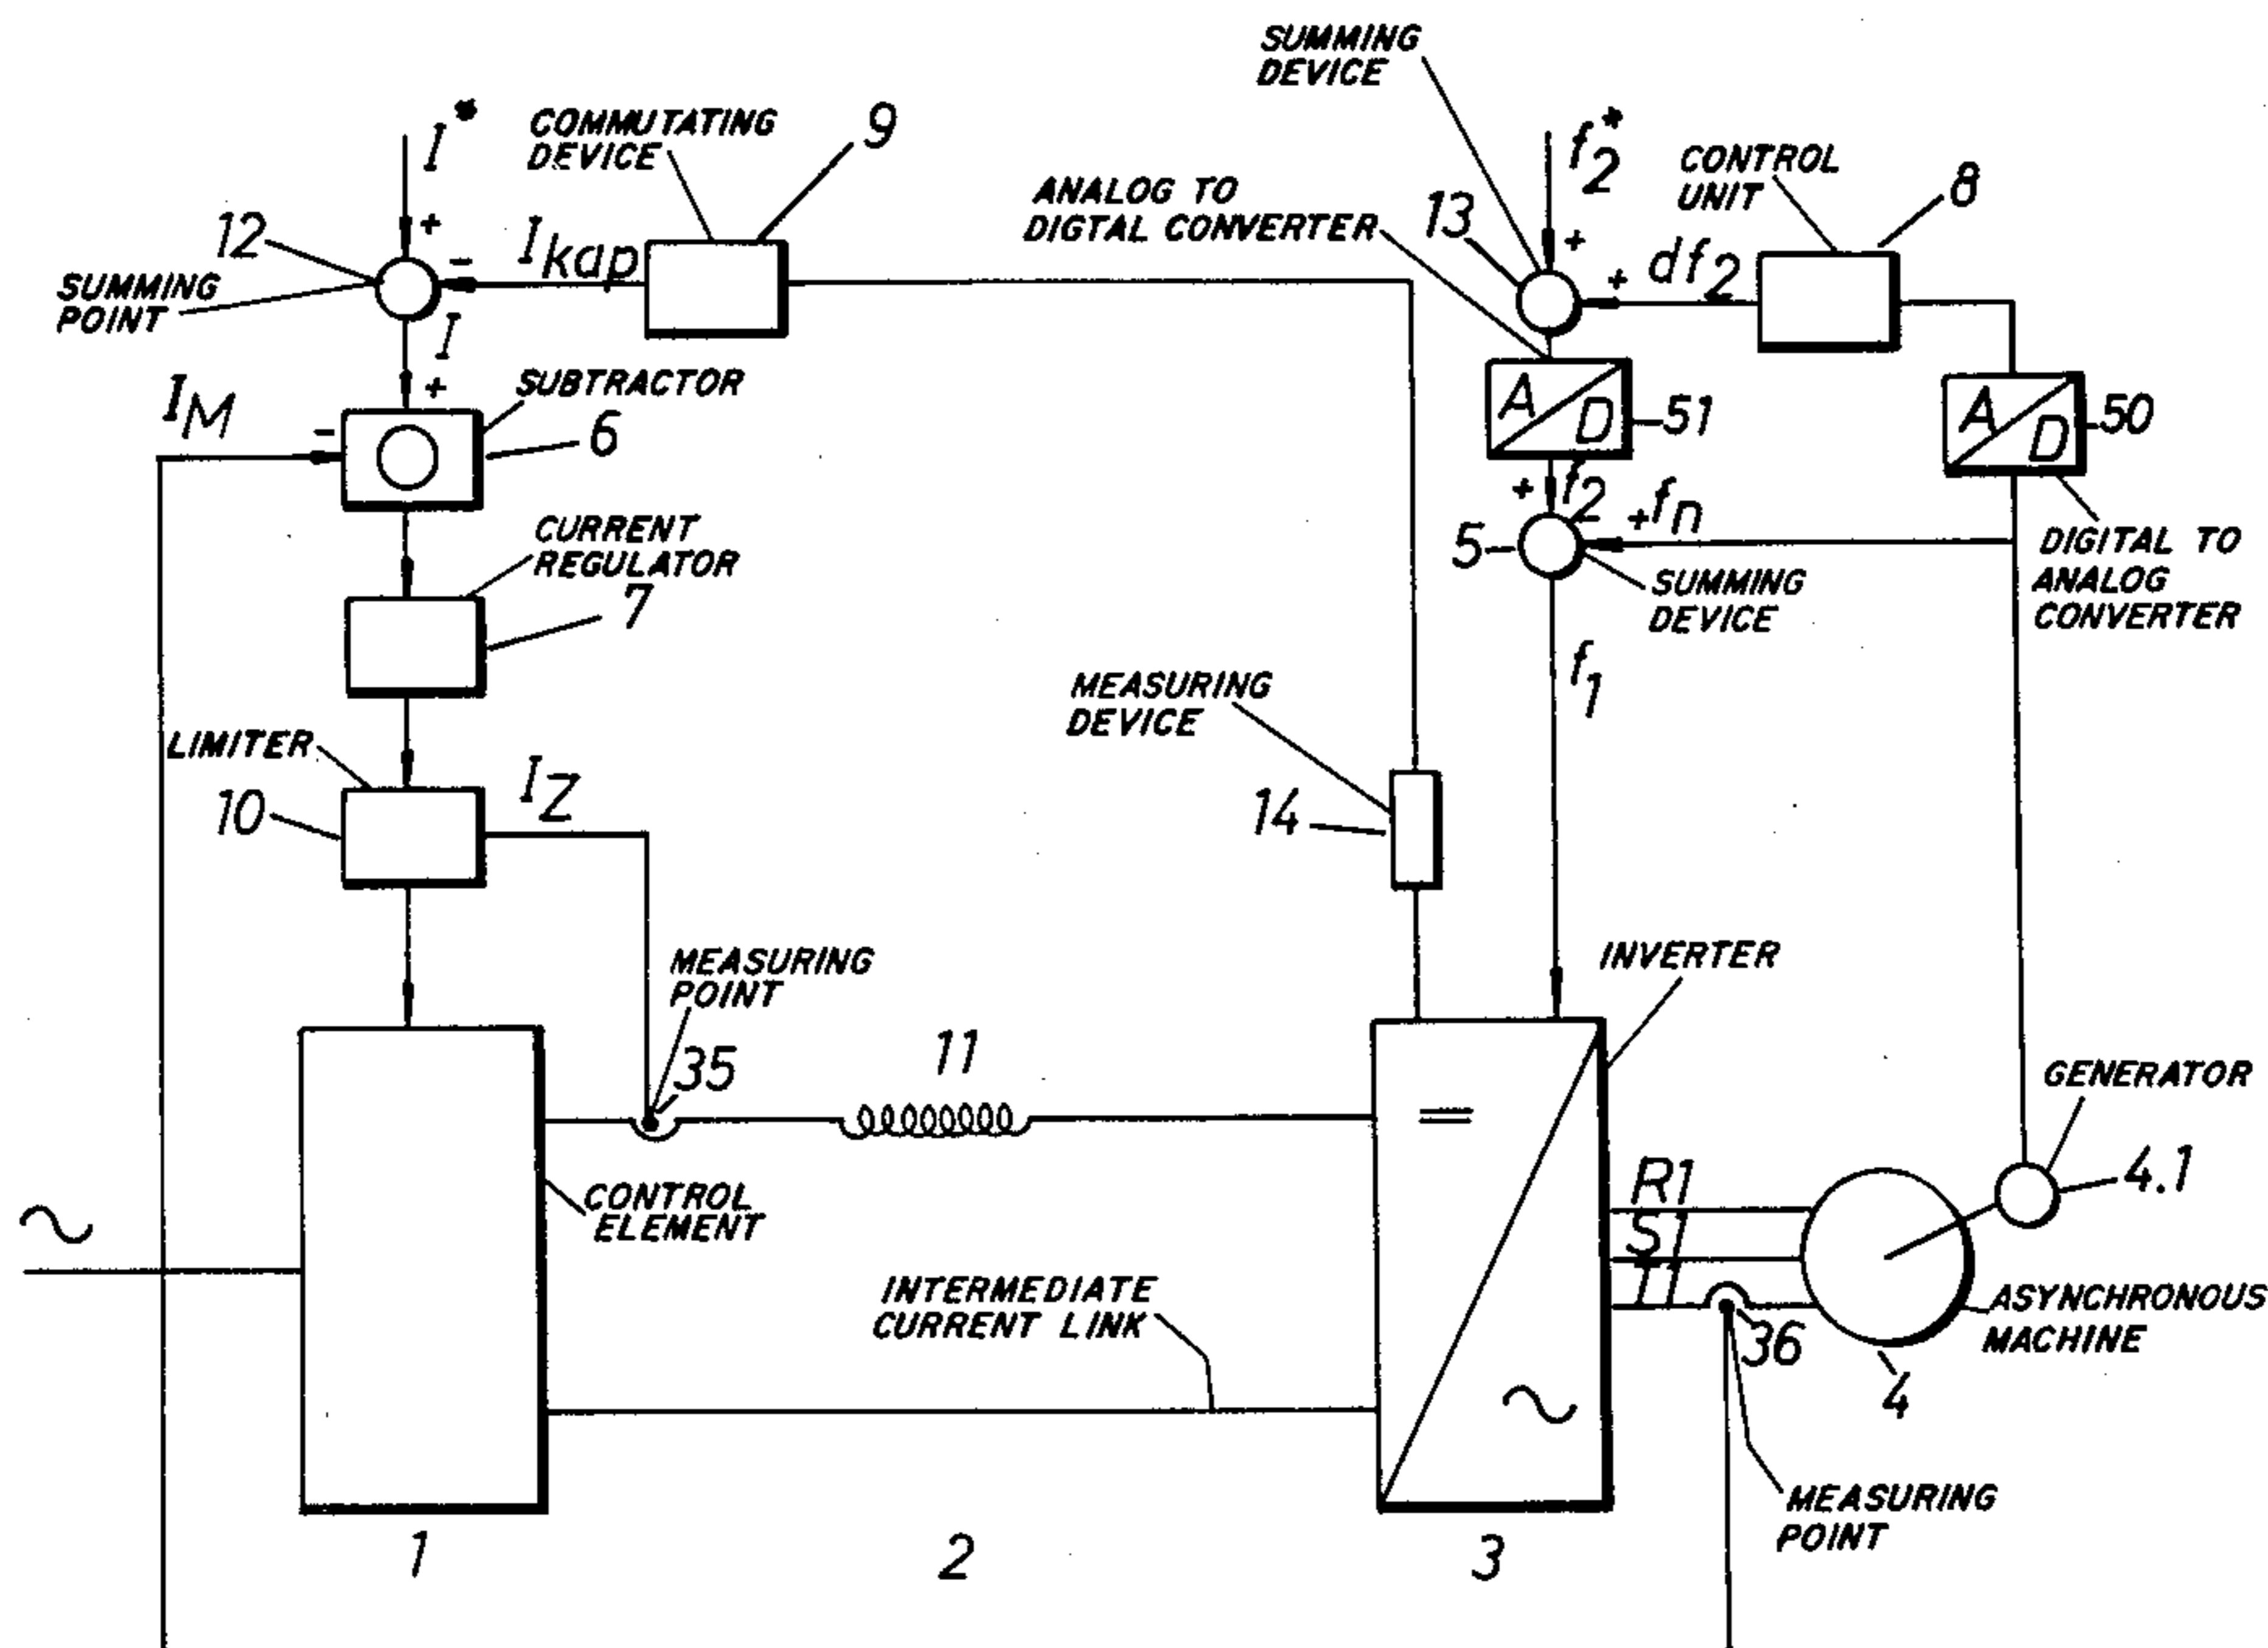 SUMMING
DEVICE
I*
COMMUTATING
DEVICE
9
f2*
CONTROL
UNIT
8
ANALOG TO
DIGTAL CONVERTER
13
12
+
-
Ikap
+
+
df2
SUMMING
POINT
I
A
D
51
A
D
50
IM
+
-
SUBTRACTOR
6
+
f2
+fn
5
CURRENT
REGULATOR
7
SUMMING
DEVICE
DIGITAL TO
ANALOG
CONVERTER
f1
MEASURING
DEVICE
14
LIMITER
10
IZ
MEASURING
POINT
35
11
INVERTER
GENERATOR
4.1
=
~
CONTROL
ELEMENT
R1
S1
T1
INTERMEDIATE
CURRENT LINK
36
ASYNCHRONOUS
MACHINE
4
~
MEASURING
POINT
1
2
3